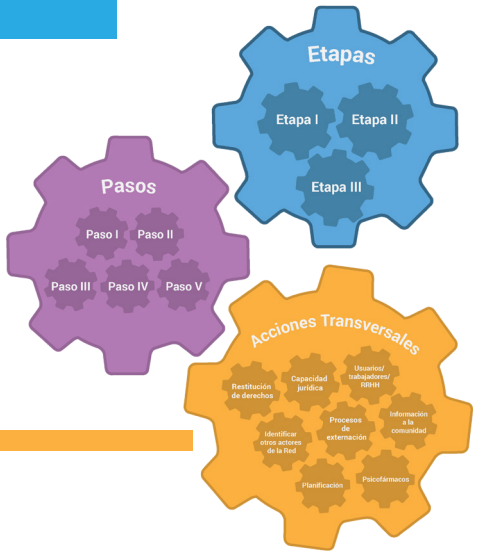 Etapas
Etapa I
Etapa II
Etapa III
Pasos
Paso I
Paso II
Paso III
Paso IV
Paso V
Acciones Transversales
Restitución
de derechos
Capacidad
jurídica
Usuarios/
trabajadores/
RRHH
Identificar
otros actores
de la Red
Procesos
de
externación
Información
a la
comunidad
Planificación
Psicofármacos